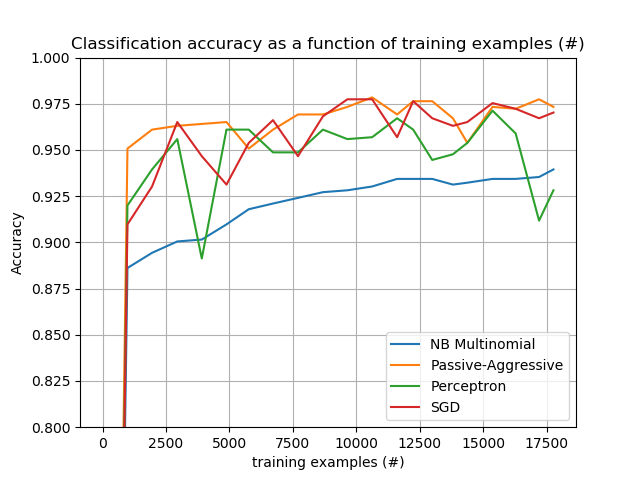 Classification accuracy as a function of training examples (#)
1.000
0.975
0.950
0.925
0.900
0.875
0.850
0.825
0.800
Accuracy
NB Multinomial
Passive-Aggressive
Perceptron
SGD
0 2500 5000 7500 10000 12500 15000 17500
training examples (#)